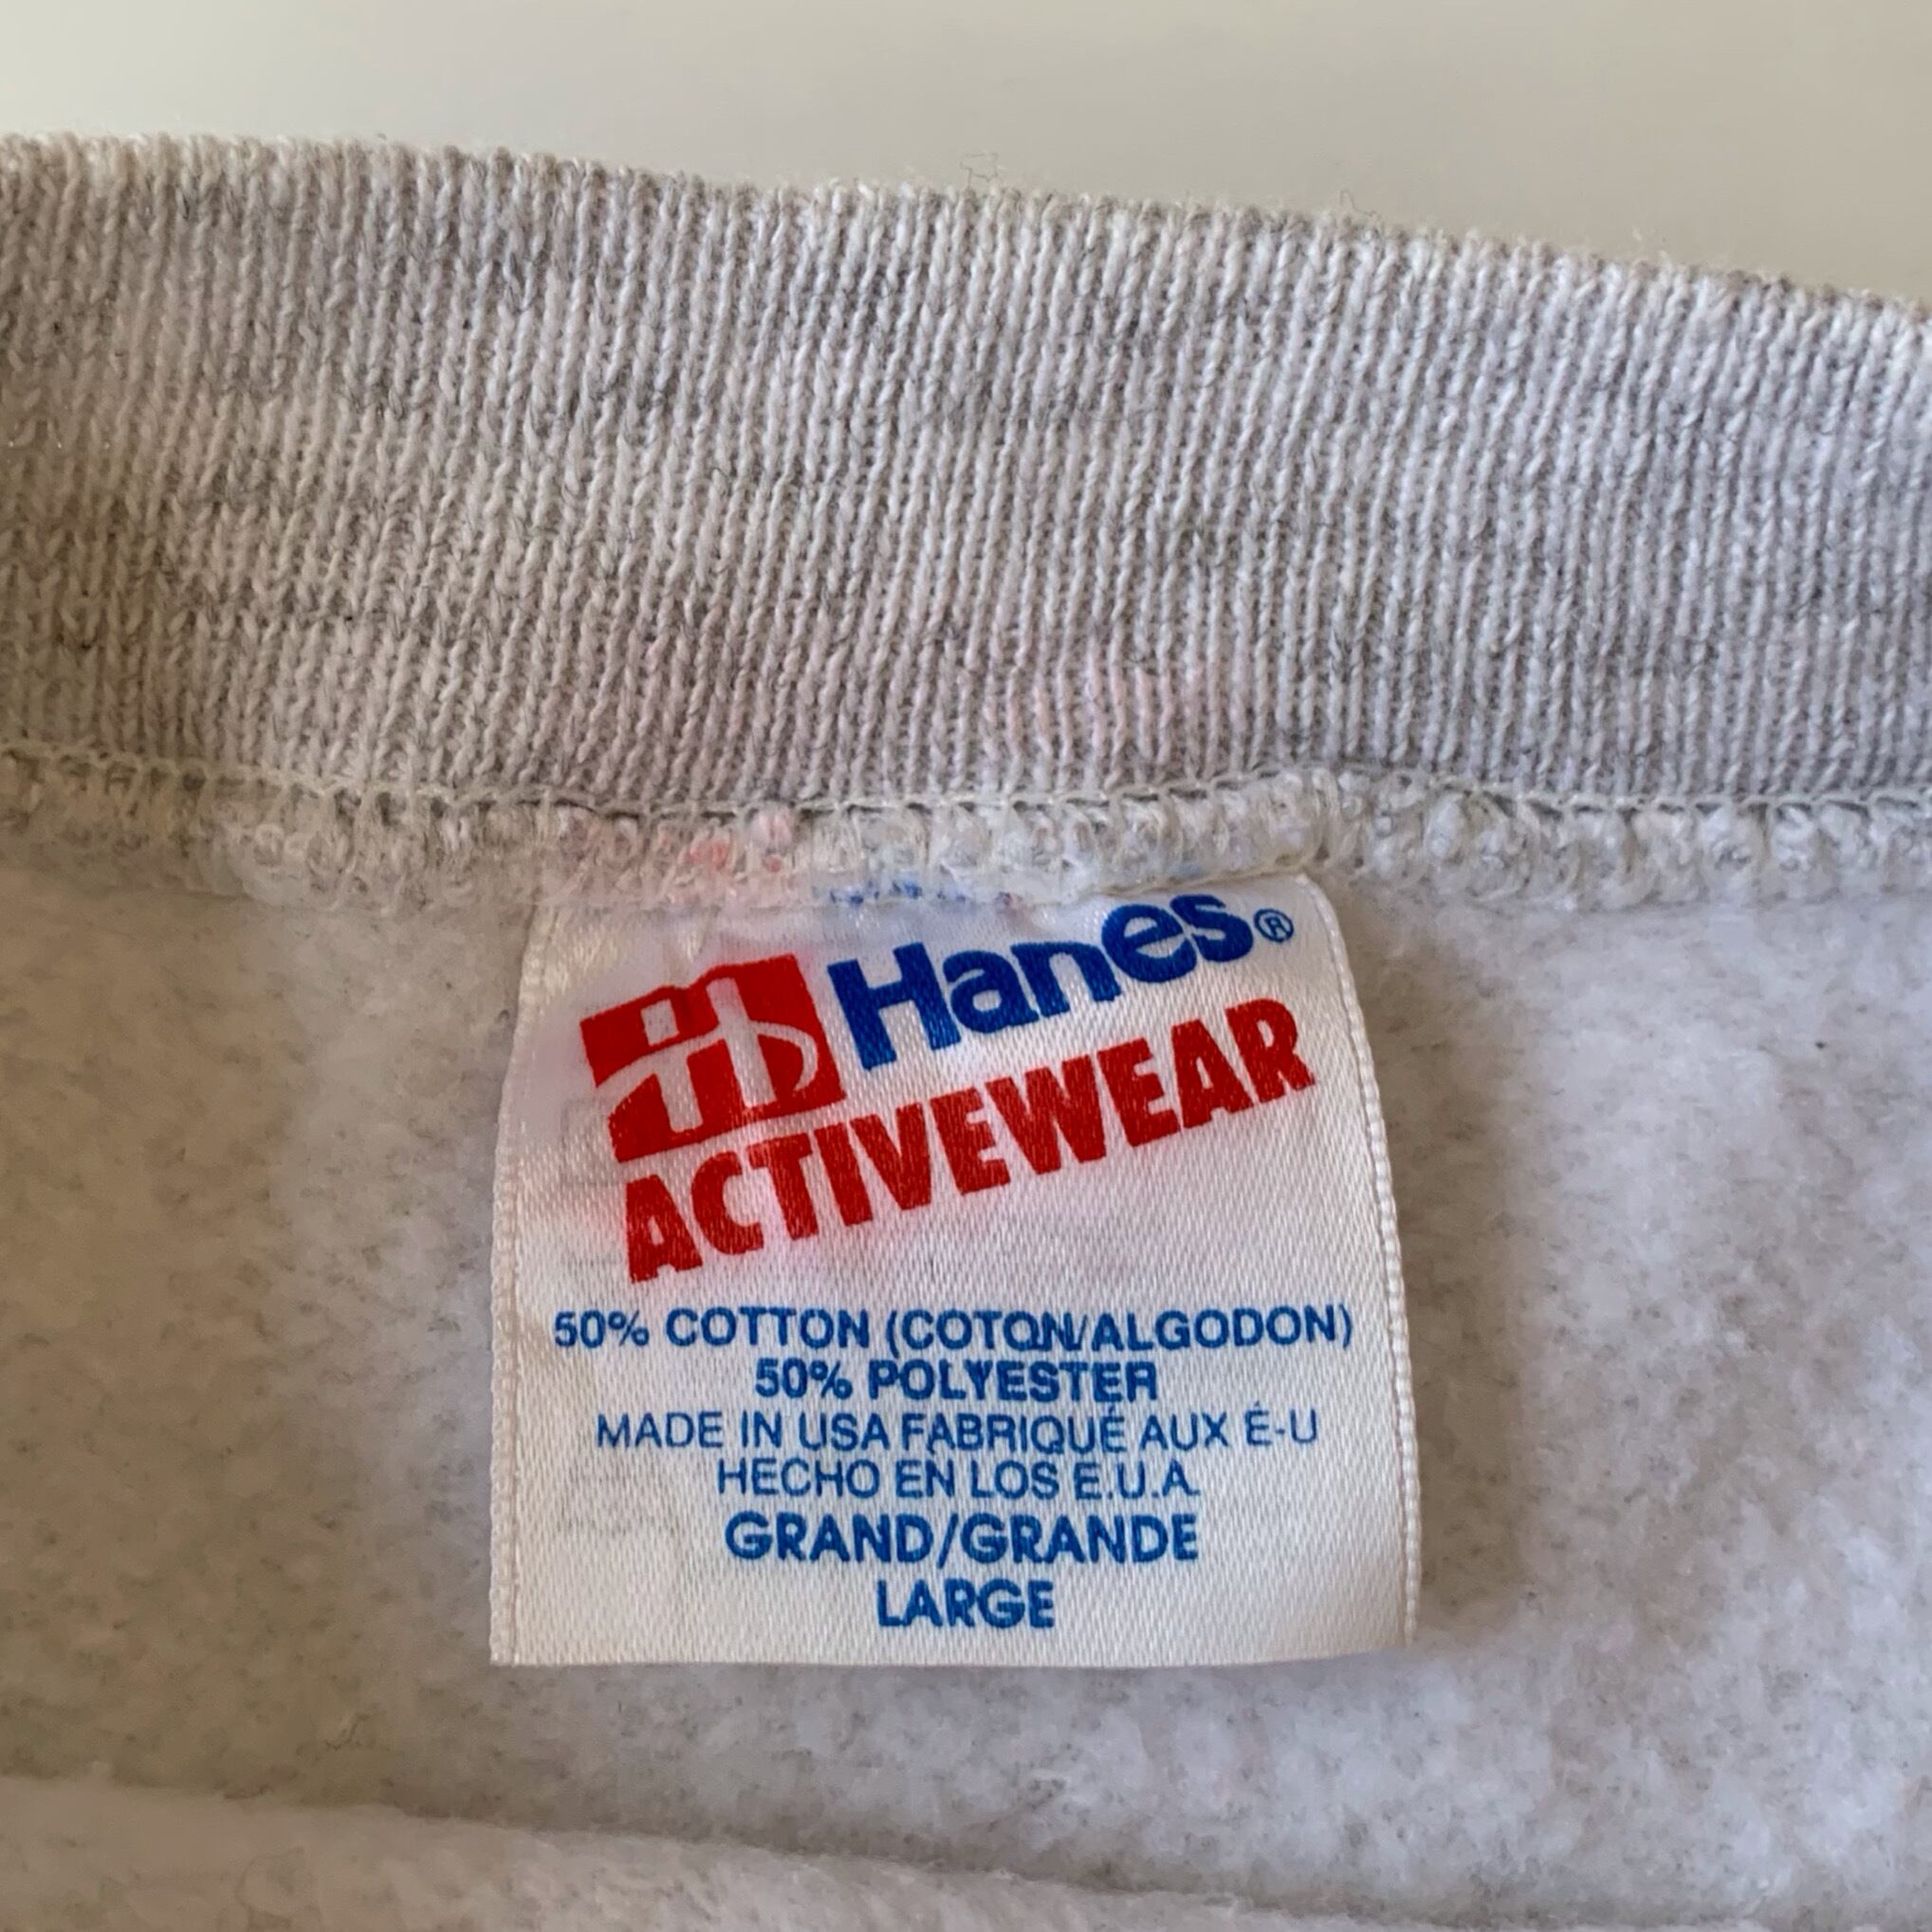 Hanes®
ACTIVEWEAR
50% COTTON (COTON/ALGODON)
50% POLYESTER
MADE IN USA FABRIQUÉ AUX É-U
HECHO EN LOS E.U.A.
GRAND/GRANDE
LARGE